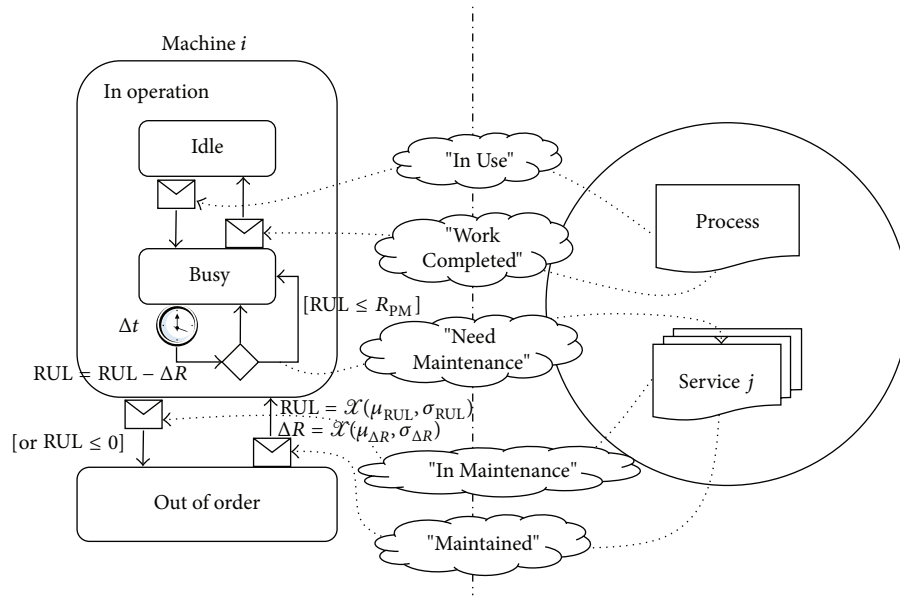 Machine i
In operation
Idle
Busy
Δt
[RUL ≤ R_PM]
RUL = RUL − ΔR
RUL = 𝒳(μ_RUL, σ_RUL)
ΔR = 𝒳(μ_ΔR, σ_ΔR)
[or RUL ≤ 0]
Out of order
"In Use"
"Work
Completed"
"Need
Maintenance"
"In Maintenance"
"Maintained"
Process
Service j